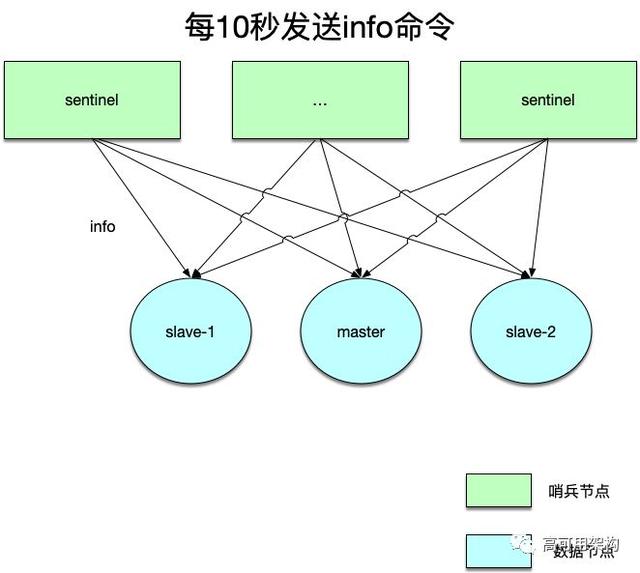 每10秒发送info命令
sentinel
...
sentinel
info
slave-1
master
slave-2
哨兵节点
数据节点
高可用架构